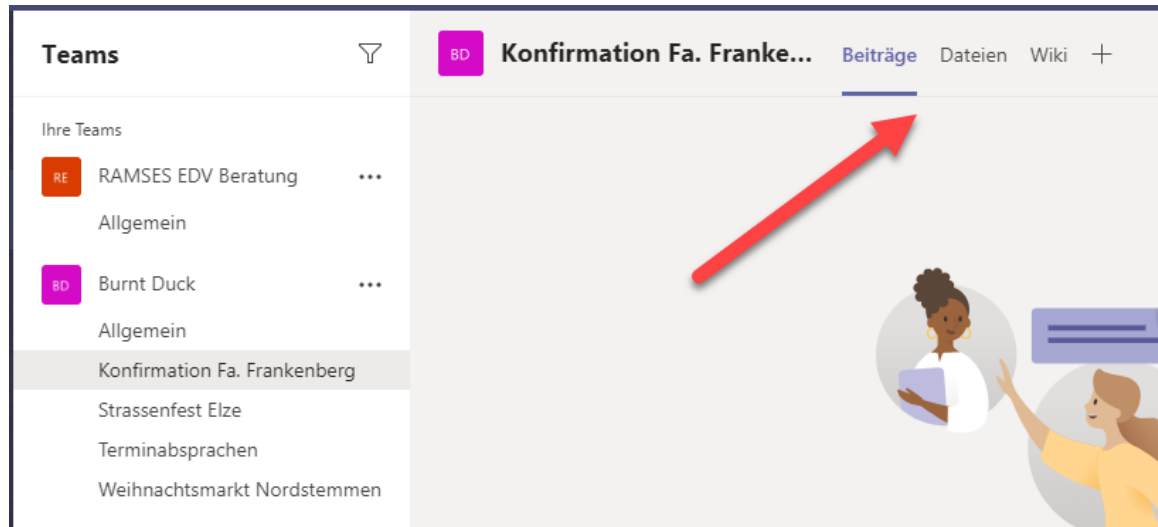 Teams
Ihre Teams
RE RAMSES EDV Beratung ...
Allgemein
BD Burnt Duck ...
Allgemein
Konfirmation Fa. Frankenberg
Strassenfest Elze
Terminabsprachen
Weihnachtsmarkt Nordstemmen
BD Konfirmation Fa. Franke... Beiträge Dateien Wiki +